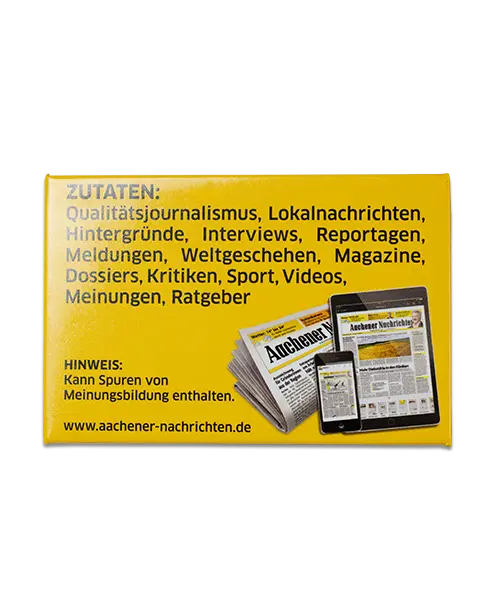 ZUTATEN:
Qualitätsjournalismus, Lokalnachrichten,
Hintergründe, Interviews, Reportagen,
Meldungen, Weltgeschehen, Magazine,
Dossiers, Kritiken, Sport, Videos,
Meinungen, Ratgeber
HINWEIS:
Kann Spuren von
Meinungsbildung enthalten.
www.aachener-nachrichten.de
Aachener Nachrichten